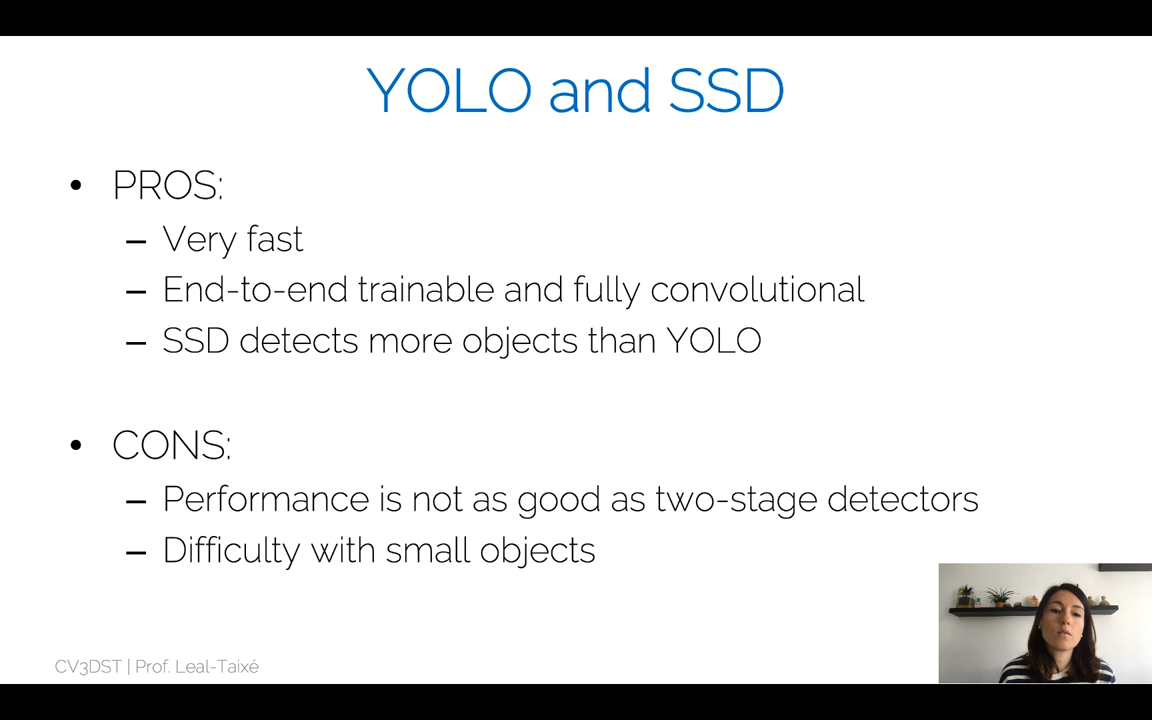 YOLO and SSD
• PROS:
– Very fast
– End-to-end trainable and fully convolutional
– SSD detects more objects than YOLO
• CONS:
– Performance is not as good as two-stage detectors
– Difficulty with small objects
CV3DST | Prof. Leal-Taixé